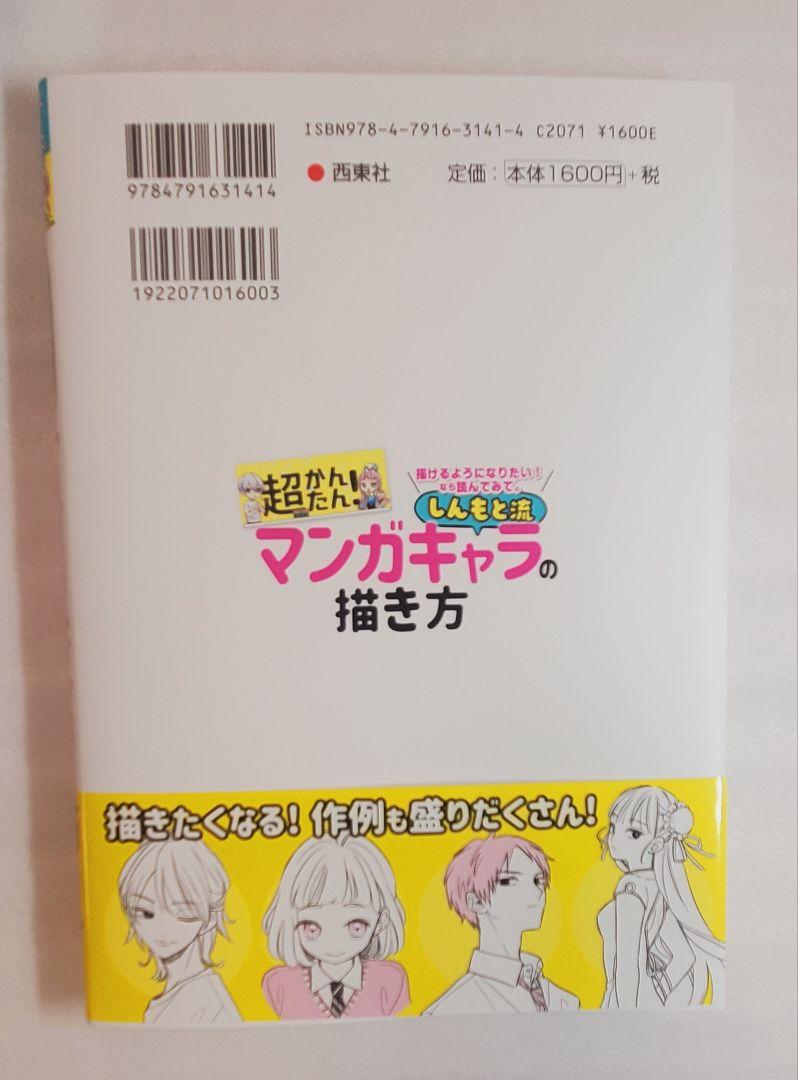 ISBN978-4-7916-3141-4 C2071 ¥1600E
9784791631414
西東社 定価：本体1600円+税
1922071016003
超かんたん！
描けるようになりたい！
なら読んでみて。
しんもと流
マンガキャラの
描き方
描きたくなる！作例も盛りだくさん！